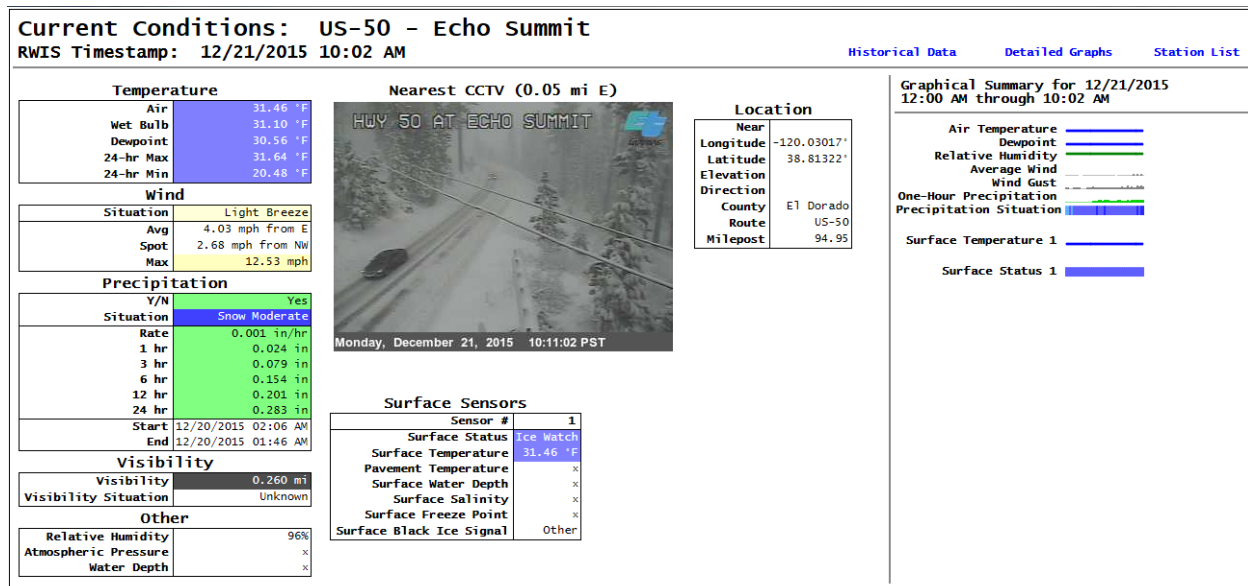 Current Conditions: US-50 - Echo Summit
RWIS Timestamp: 12/21/2015 10:02 AM
Historical Data Detailed Graphs Station List
Temperature
Air 31.46 °F
Wet Bulb 31.10 °F
Dewpoint 30.56 °F
24-hr Max 31.64 °F
24-hr Min 20.48 °F
Wind
Situation Light Breeze
Avg 4.03 mph from E
Spot 2.68 mph from NW
Max 12.53 mph
Precipitation
Y/N Yes
Situation Snow Moderate
Rate 0.001 in/hr
1 hr 0.024 in
3 hr 0.079 in
6 hr 0.154 in
12 hr 0.201 in
24 hr 0.283 in
Start 12/20/2015 02:06 AM
End 12/20/2015 01:46 AM
Visibility
Visibility 0.260 mi
Visibility Situation Unknown
Other
Relative Humidity 96%
Atmospheric Pressure x
Water Depth x
Nearest CCTV (0.05 mi E)
HWY 50 AT ECHO SUMMIT
Monday, December 21, 2015 10:11:02 PST
Surface Sensors
Sensor # 1
Surface Status Ice Watch
Surface Temperature 31.46 °F
Pavement Temperature x
Surface Water Depth x
Surface Salinity x
Surface Freeze Point x
Surface Black Ice Signal Other
Location
Near
Longitude -120.03017°
Latitude 38.81322°
Elevation
Direction
County El Dorado
Route US-50
Milepost 94.95
Graphical Summary for 12/21/2015
12:00 AM through 10:02 AM
Air Temperature
Dewpoint
Relative Humidity
Average Wind
Wind Gust
One-Hour Precipitation
Precipitation Situation
Surface Temperature 1
Surface Status 1